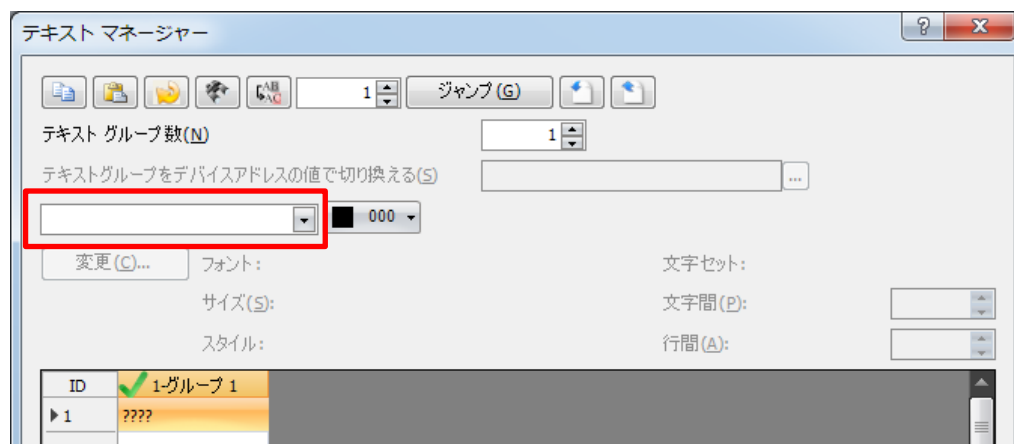 テキスト マネージャー
1 ジャンプ(G)
テキスト グループ数(N) 1
テキストグループをデバイスアドレスの値で切り換える(S) ...
000
変更(C)... フォント: 文字セット:
サイズ(S): 文字間(P):
スタイル: 行間(A):
ID 1-グループ 1
1 ????